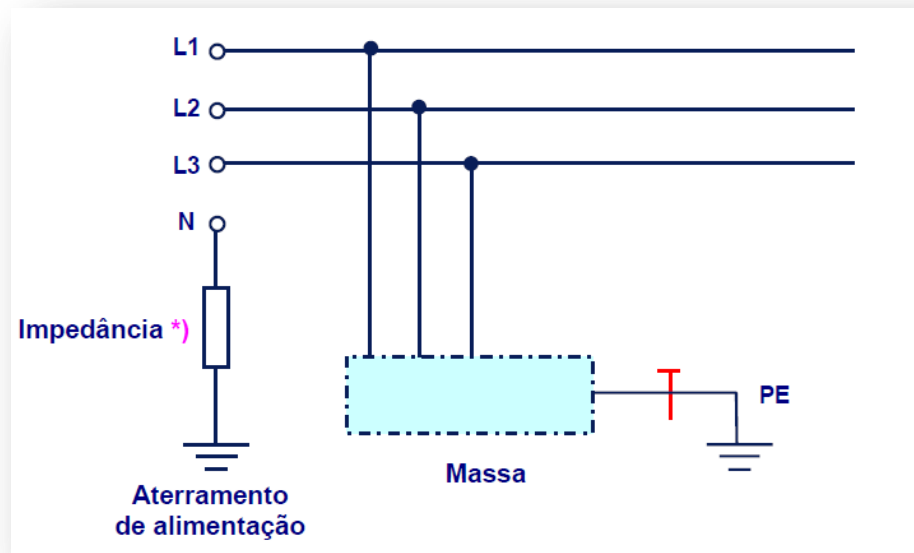 L1
L2
L3
N
Impedância *)
PE
Massa
Aterramento
de alimentação